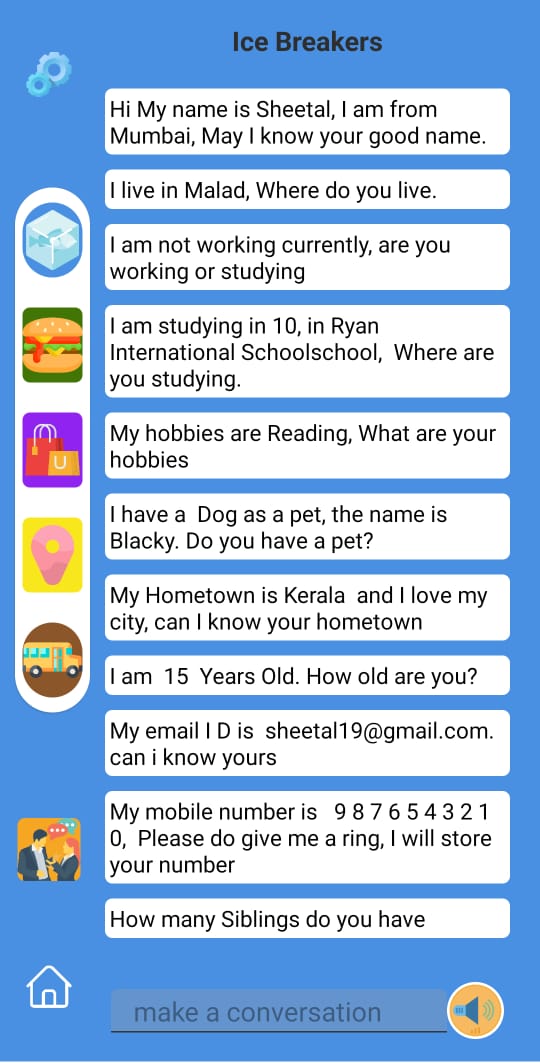 Ice Breakers
Hi My name is Sheetal, I am from
Mumbai, May I know your good name.
I live in Malad, Where do you live.
I am not working currently, are you
working or studying
I am studying in 10, in Ryan
International Schoolschool,  Where are
you studying.
My hobbies are Reading, What are your
hobbies
I have a  Dog as a pet, the name is
Blacky. Do you have a pet?
My Hometown is Kerala  and I love my
city, can I know your hometown
I am  15  Years Old. How old are you?
My email I D is  sheetal19@gmail.com.
can i know yours
My mobile number is   9 8 7 6 5 4 3 2 1
0,  Please do give me a ring, I will store
your number
How many Siblings do you have
make a conversation
U